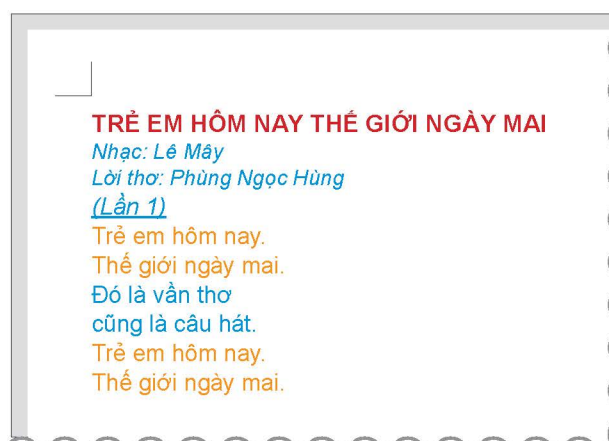 TRẺ EM HÔM NAY THẾ GIỚI NGÀY MAI
Nhạc: Lê Mây
Lời thơ: Phùng Ngọc Hùng
(Lần 1)
Trẻ em hôm nay.
Thế giới ngày mai.
Đó là vần thơ
cũng là câu hát.
Trẻ em hôm nay.
Thế giới ngày mai.